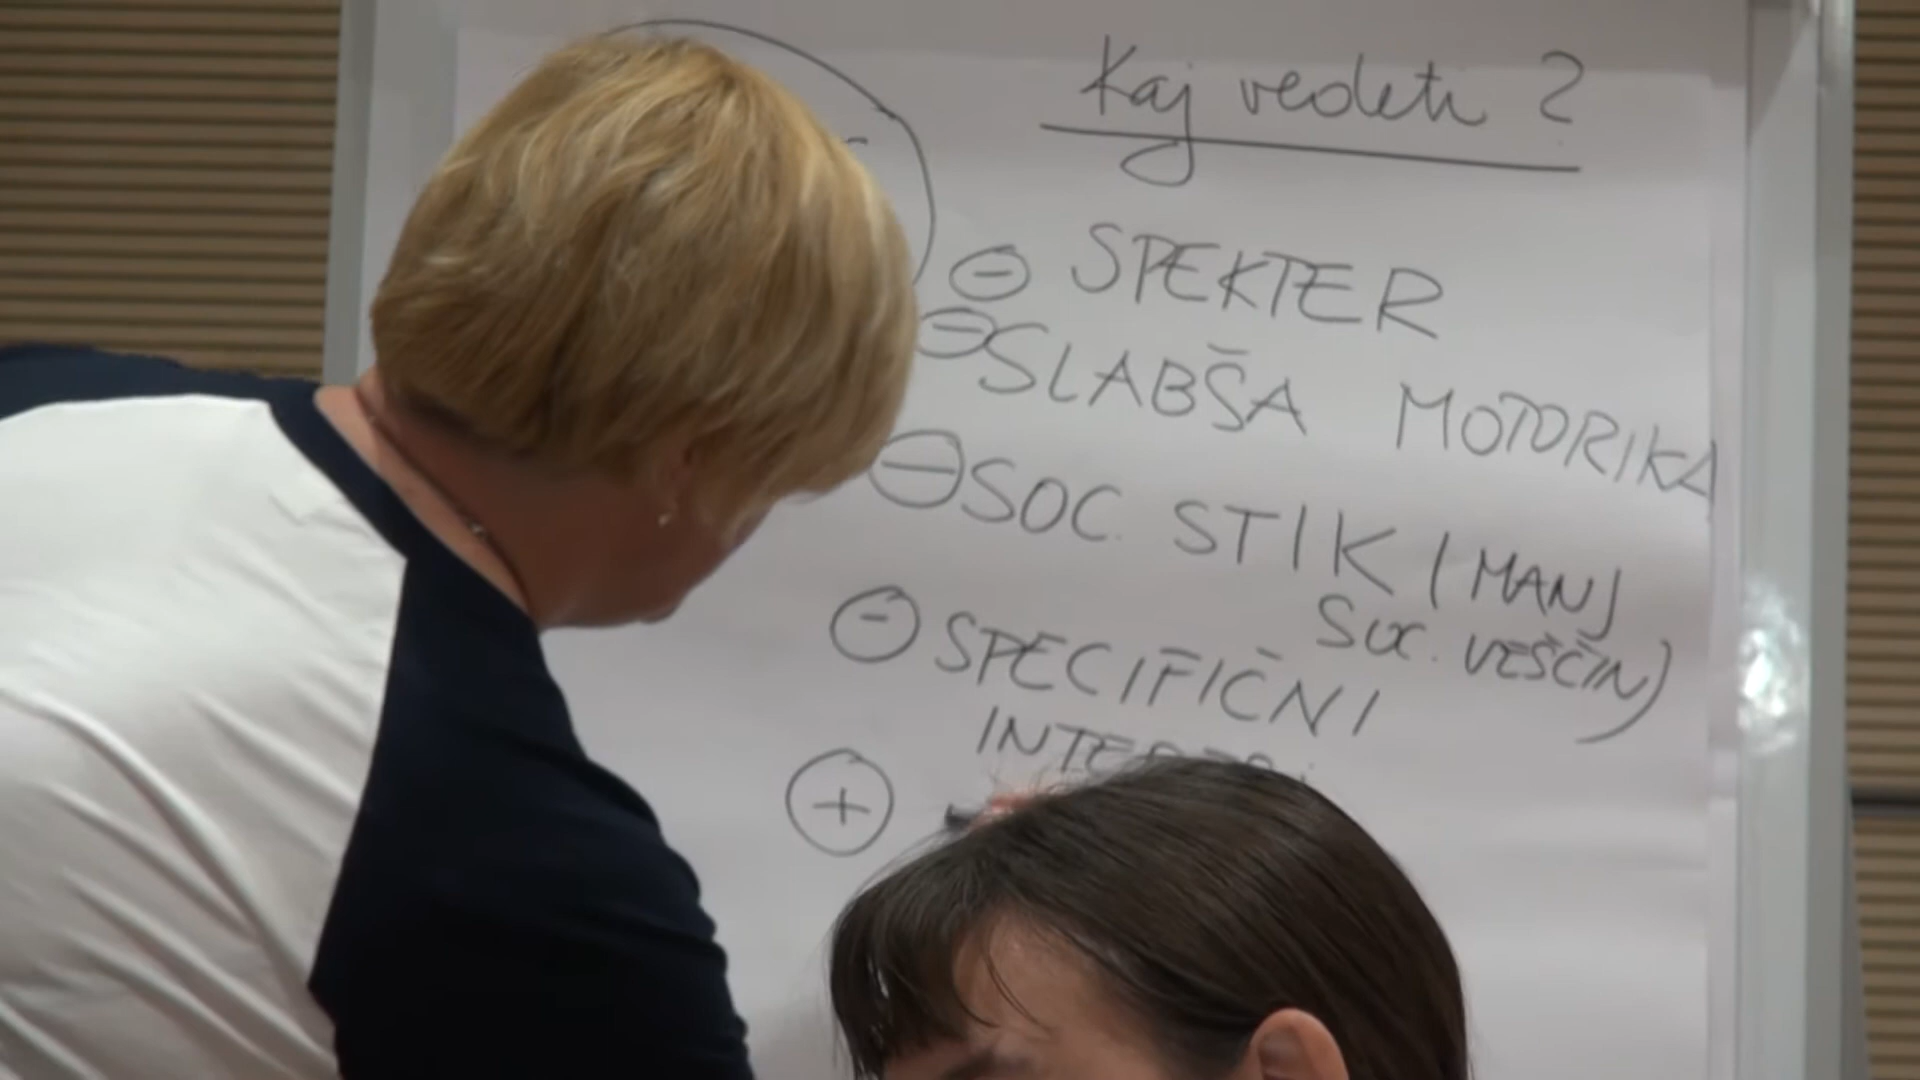 Kaj vedeti?
⊖ SPEKTER
⊖ SLABŠA MOTORIKA
⊖ SOC. STIK (MANJ
SOC. VEŠČIN)
⊖ SPECIFIČNI
⊕